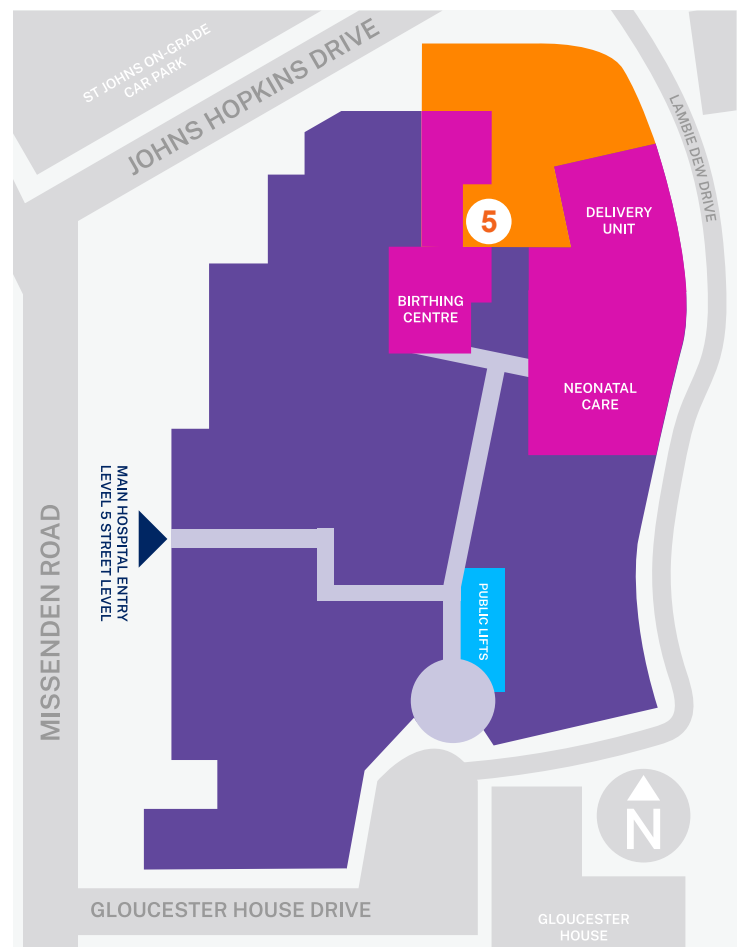 ST JOHNS ON-GRADE
CAR PARK
JOHNS HOPKINS DRIVE
LAMBIE DEW DRIVE
5
DELIVERY
UNIT
BIRTHING
CENTRE
NEONATAL
CARE
MAIN HOSPITAL ENTRY
LEVEL 5 STREET LEVEL
MISSENDEN ROAD
PUBLIC LIFTS
N
GLOUCESTER HOUSE DRIVE
GLOUCESTER
HOUSE